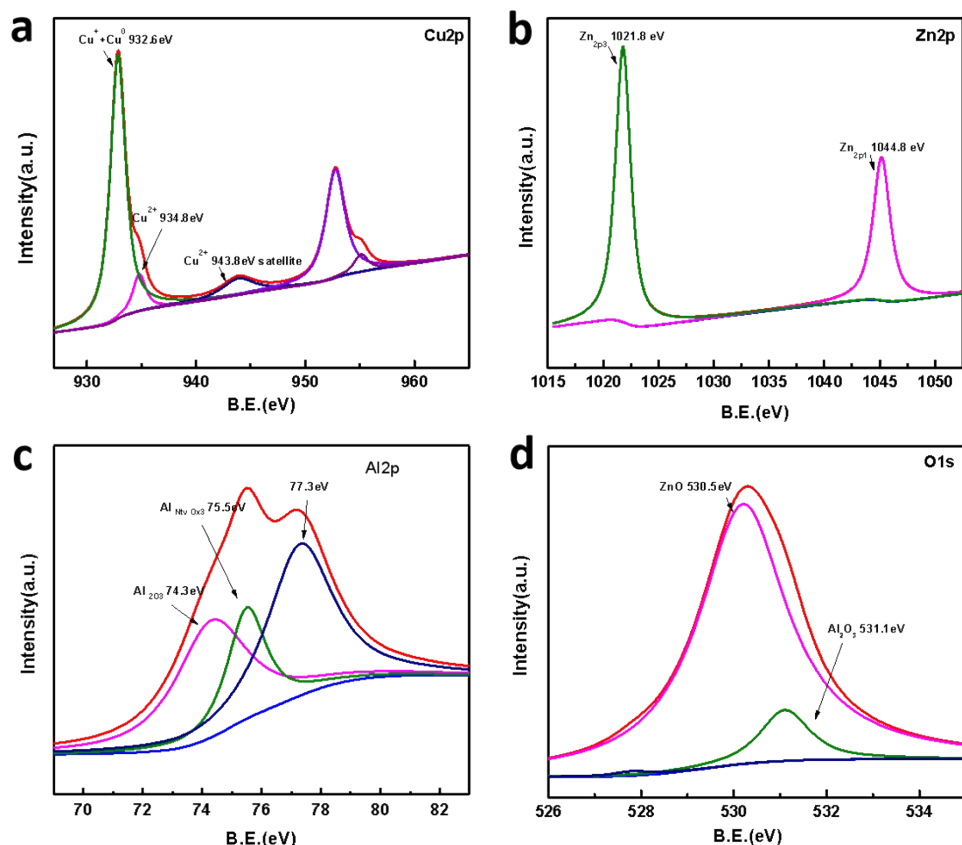 a
Cu2p
Cu⁺+Cu⁰ 932.6eV
Cu²⁺ 934.8eV
Cu²⁺ 943.8eV satellite
Intensity(a.u.)
930 940 950 960
B.E.(eV)
b
Zn2p
Zn₂ₚ₃ 1021.8 eV
Zn₂ₚ₁ 1044.8 eV
Intensity(a.u.)
1015 1020 1025 1030 1035 1040 1045 1050
B.E.(eV)
c
Al2p
77.3eV
Al Ntv Ox3 75.5eV
Al 2O3 74.3eV
Intensity(a.u.)
70 72 74 76 78 80 82
B.E.(eV)
d
O1s
ZnO 530.5eV
Al₂O₃ 531.1eV
Intensity(a.u.)
526 528 530 532 534
B.E.(eV)